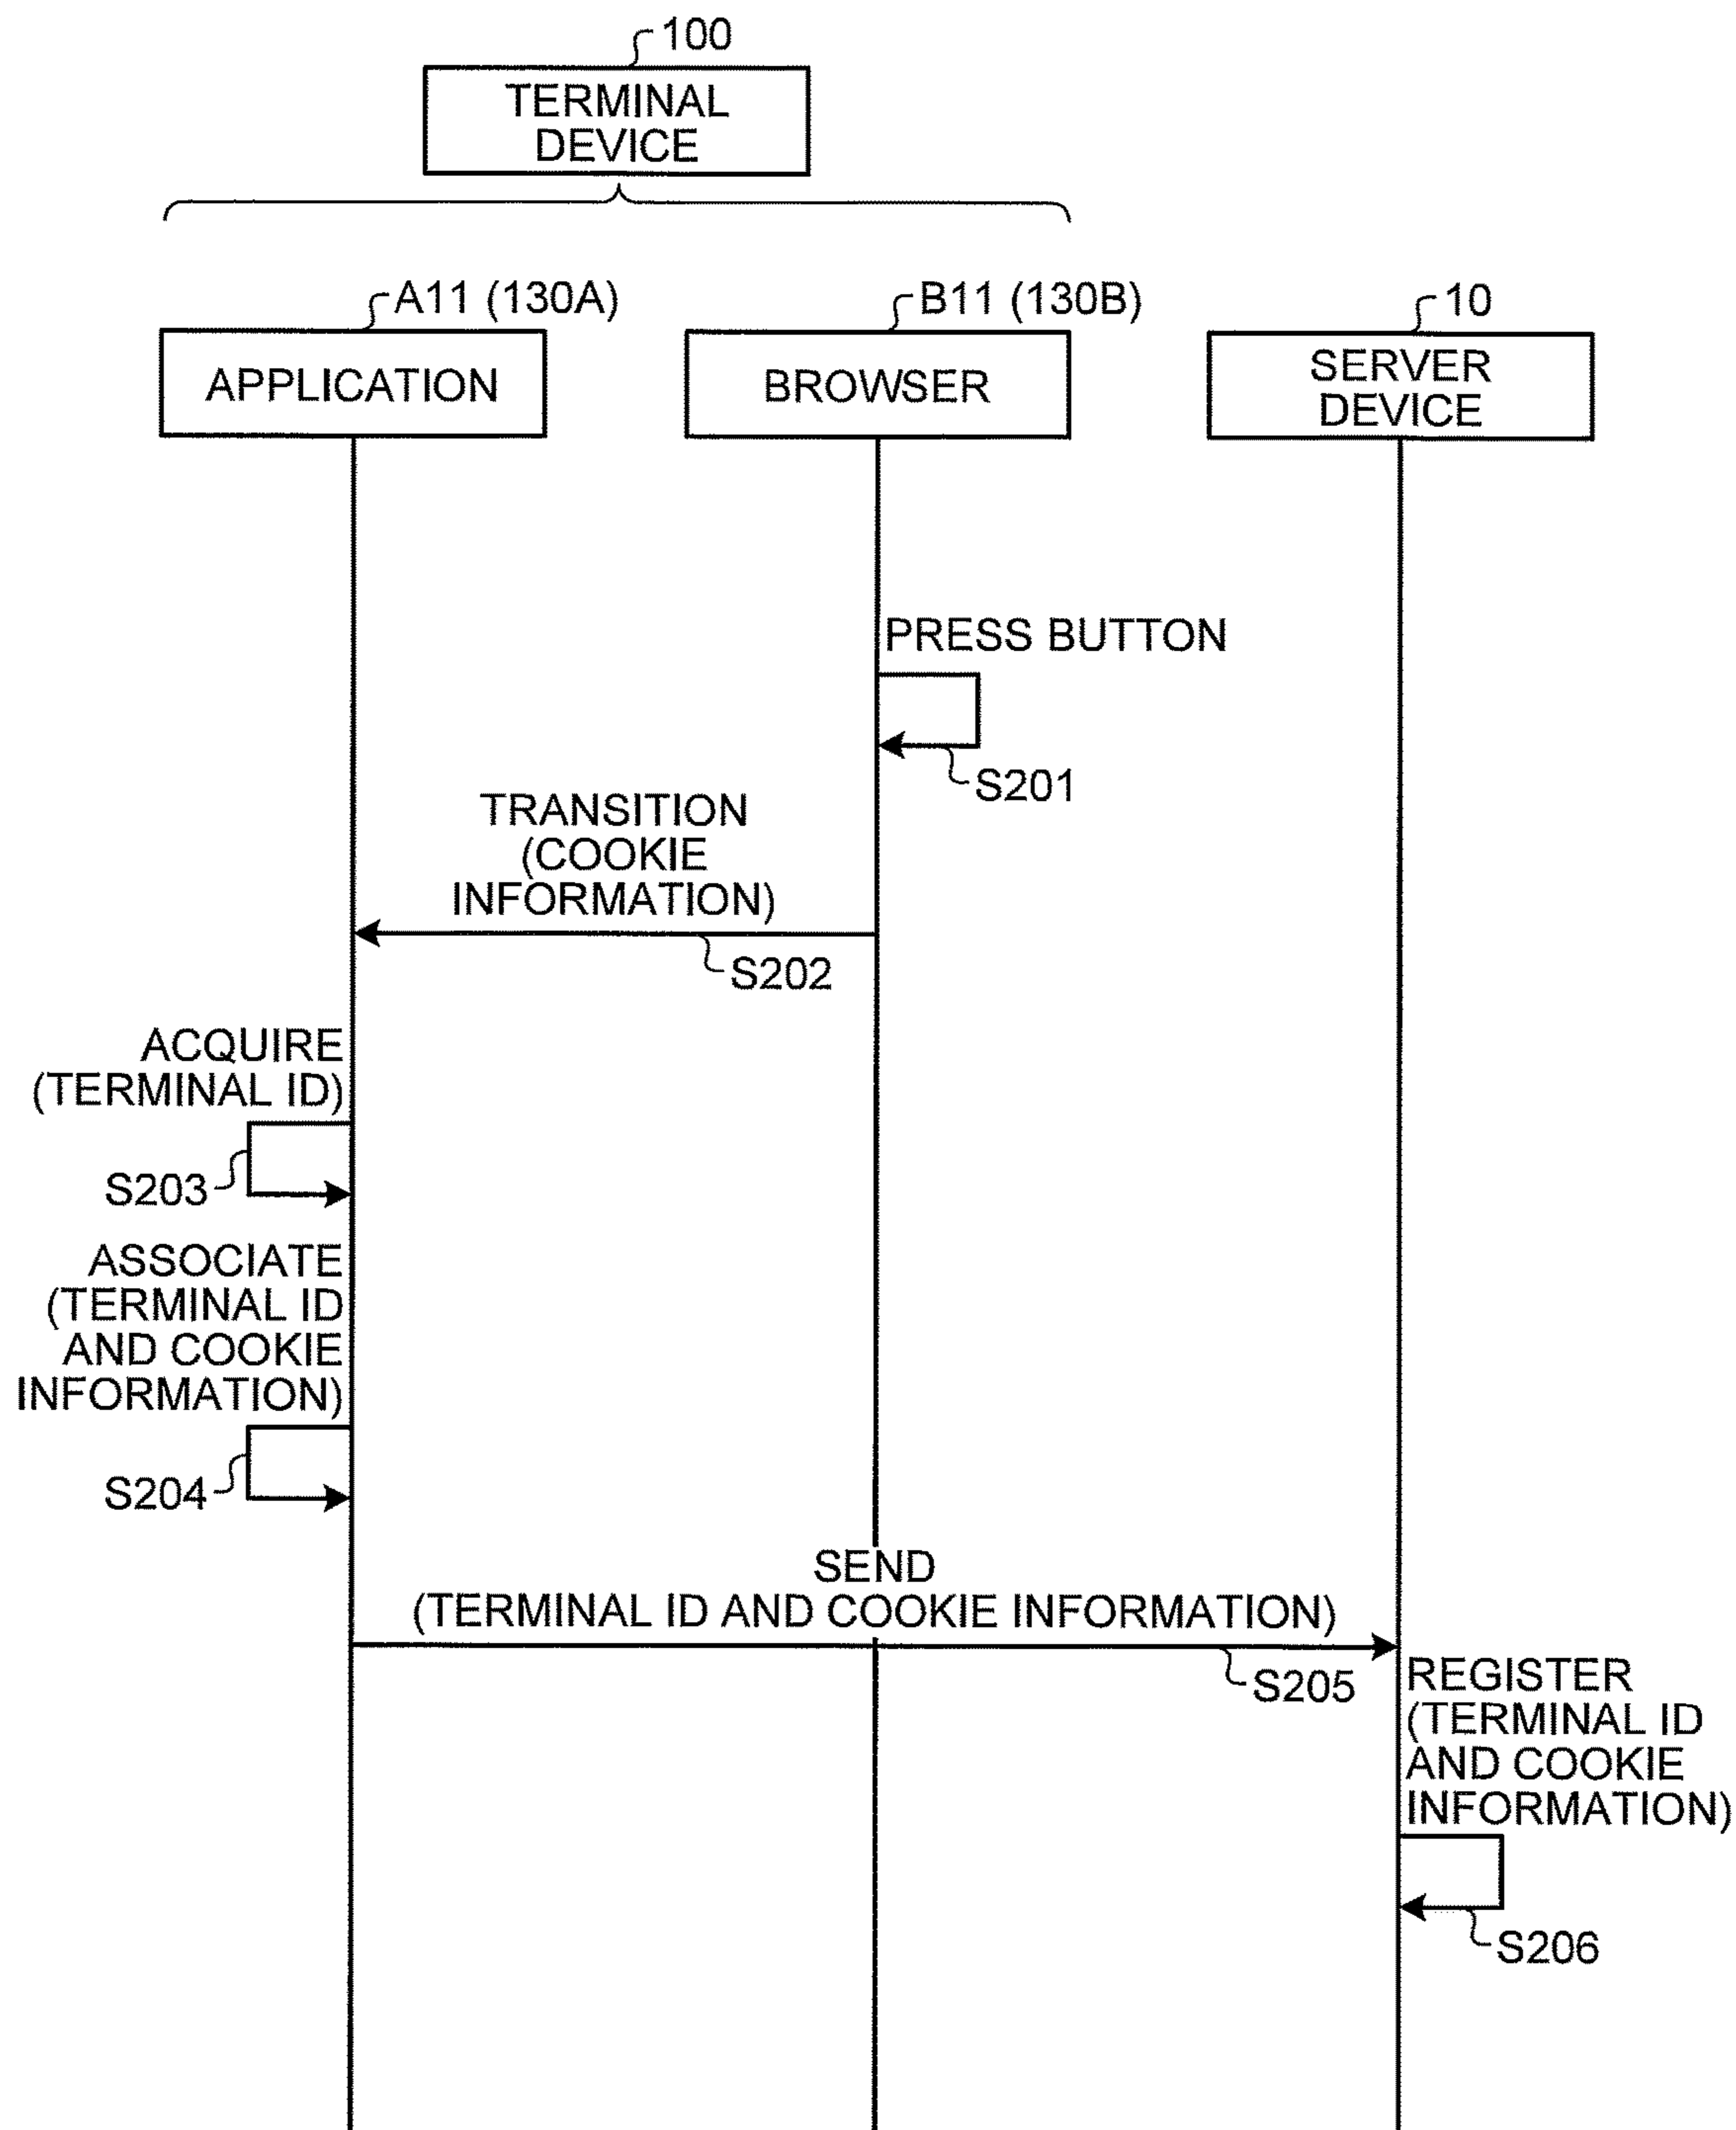 100
TERMINAL
DEVICE
A11 (130A)
B11 (130B)
10
APPLICATION
BROWSER
SERVER
DEVICE
PRESS BUTTON
S201
TRANSITION
(COOKIE
INFORMATION)
S202
ACQUIRE
(TERMINAL ID)
S203
ASSOCIATE
(TERMINAL ID
AND COOKIE
INFORMATION)
S204
SEND
(TERMINAL ID AND COOKIE INFORMATION)
S205
REGISTER
(TERMINAL ID
AND COOKIE
INFORMATION)
S206